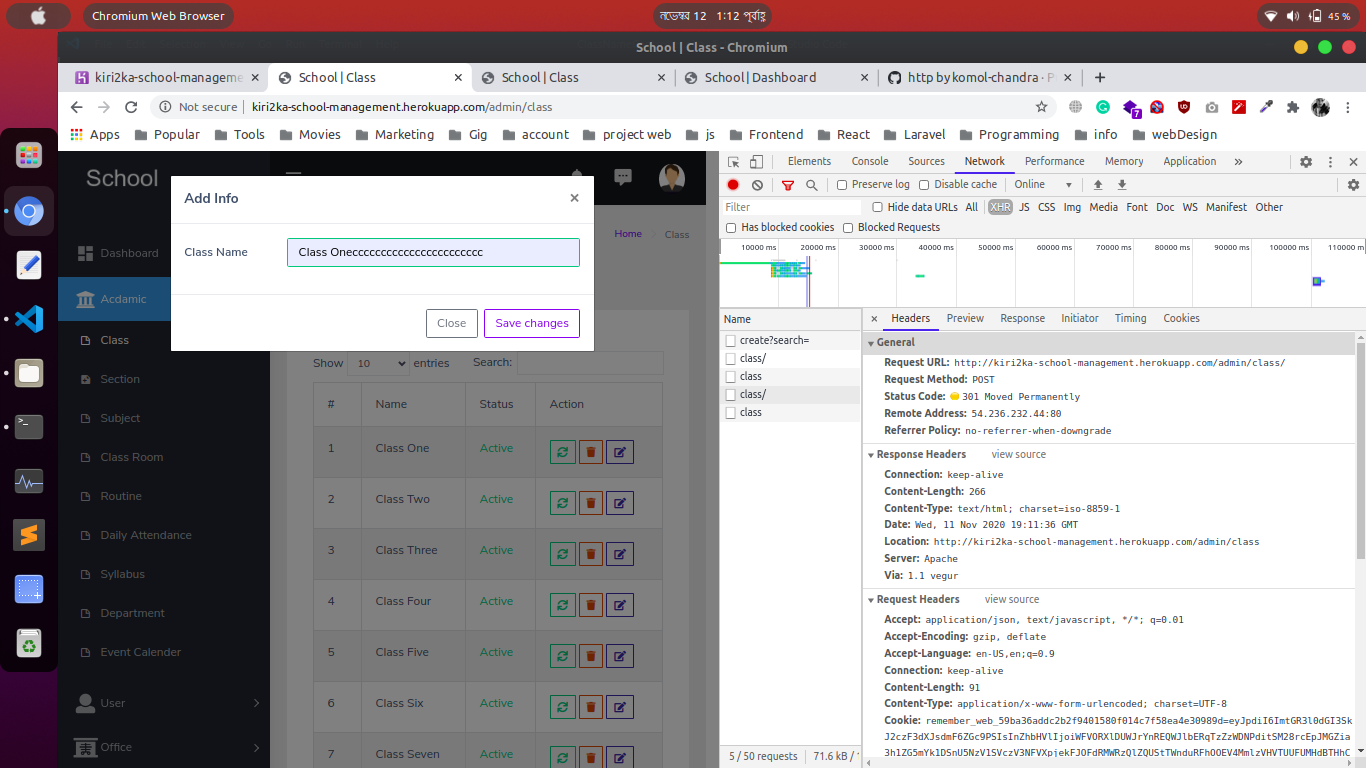 Chromium Web Browser
নভেম্বর 12 1:12 পূর্বাহ্ণ
45 %
School | Class - Chromium
kiri2ka-school-manageme
School | Class
School | Class
School | Dashboard
http by komol-chandra · P
Not secure | kiri2ka-school-management.herokuapp.com/admin/class
7
Apps Popular Tools Movies Marketing Gig account project web js Frontend React Laravel Programming info webDesign
School
Dashboard
Acdamic
Class
Section
Subject
Class Room
Routine
Daily Attendance
Syllabus
Department
Event Calender
User
Office
Home Class
Add Info ×
Class Name Class Onecccccccccccccccccccccccc
Close Save changes
Show 10 entries Search:
# Name Status Action
1 Class One Active
2 Class Two Active
3 Class Three Active
4 Class Four Active
5 Class Five Active
6 Class Six Active
7 Class Seven Active
Elements Console Sources Network Performance Memory Application »
Preserve log Disable cache Online
Filter Hide data URLs All XHR JS CSS Img Media Font Doc WS Manifest Other
Has blocked cookies Blocked Requests
10000 ms 20000 ms 30000 ms 40000 ms 50000 ms 60000 ms 70000 ms 80000 ms 90000 ms 100000 ms 110000 m
Name
create?search=
class/
class
class/
class
5 / 50 requests 71.6 kB /
× Headers Preview Response Initiator Timing Cookies
General
Request URL: http://kiri2ka-school-management.herokuapp.com/admin/class/
Request Method: POST
Status Code: 301 Moved Permanently
Remote Address: 54.236.232.44:80
Referrer Policy: no-referrer-when-downgrade
Response Headers view source
Connection: keep-alive
Content-Length: 266
Content-Type: text/html; charset=iso-8859-1
Date: Wed, 11 Nov 2020 19:11:36 GMT
Location: http://kiri2ka-school-management.herokuapp.com/admin/class
Server: Apache
Via: 1.1 vegur
Request Headers view source
Accept: application/json, text/javascript, */*; q=0.01
Accept-Encoding: gzip, deflate
Accept-Language: en-US,en;q=0.9
Connection: keep-alive
Content-Length: 91
Content-Type: application/x-www-form-urlencoded; charset=UTF-8
Cookie: remember_web_59ba36addc2b2f9401580f014c7f58ea4e30989d=eyJpdiI6ImtGR3l0dGI3Sk